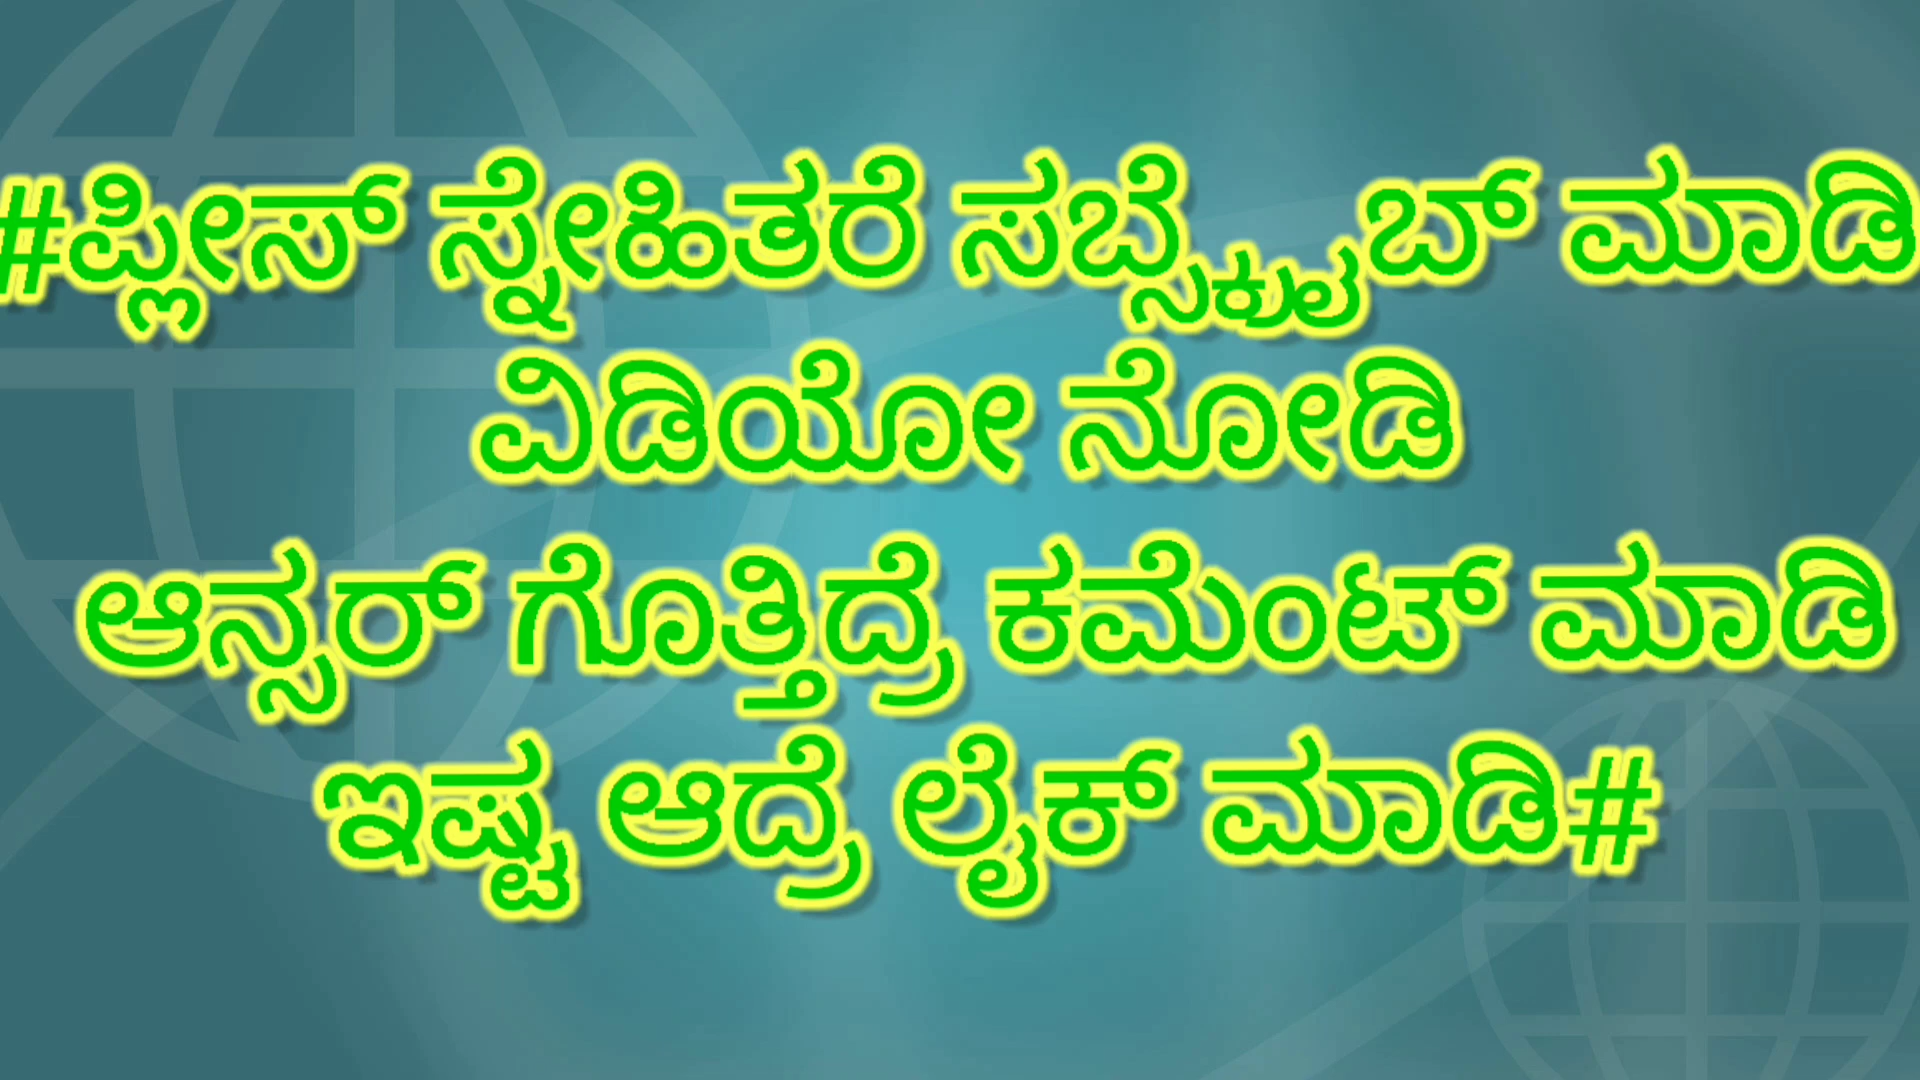 #ಪ್ಲೀಸ್ ಸ್ನೇಹಿತರೆ ಸಬ್ಸ್ಕ್ರುಬ್ ಮಾಡಿ
ವಿಡಿಯೋ ನೋಡಿ
ಆನ್ಸರ್ ಗೊತ್ತಿದ್ರೆ ಕಮೆಂಟ್ ಮಾಡಿ
ಇಷ್ಟ ಆದ್ರೆ ಲೈಕ್ ಮಾಡಿ#